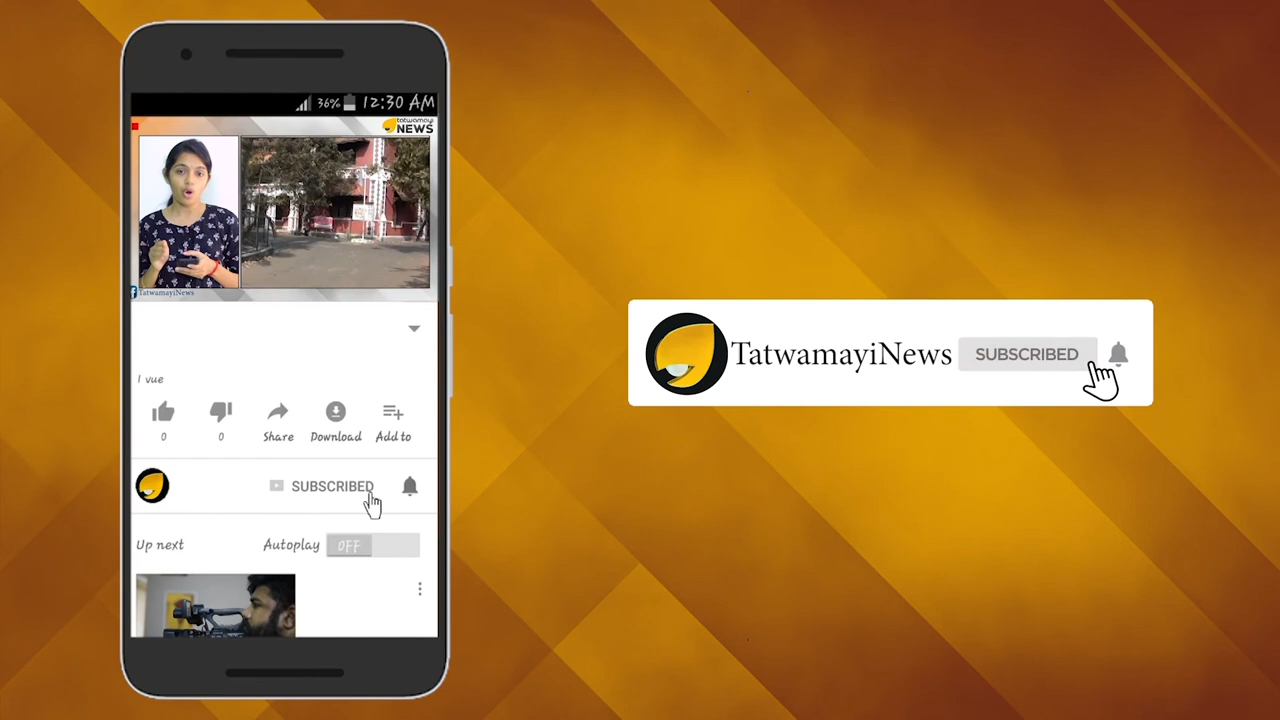 36% 12:30 AM
tatwamayi
NEWS
TatwamayiNews
1 vue
0 0 Share Download Add to
SUBSCRIBED
Up next Autoplay OFF
TatwamayiNews SUBSCRIBED